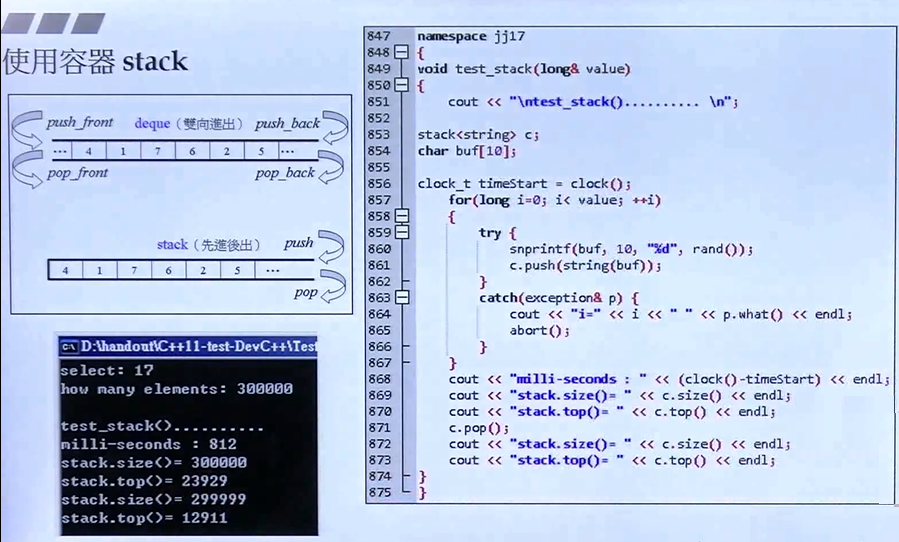 使用容器 stack
push_front deque（雙向進出） push_back
... 4 1 7 6 2 5 ...
pop_front pop_back
stack（先進後出） push
4 1 7 6 2 5 ...
pop
D:\handout\C++11-test-DevC++\Test
select: 17
how many elements: 300000
test_stack()..........
milli-seconds : 812
stack.size()= 300000
stack.top()= 23929
stack.size()= 299999
stack.top()= 12911
847 namespace jj17
848 {
849 void test_stack(long& value)
850 {
851 cout << "\ntest_stack().......... \n";
852
853 stack<string> c;
854 char buf[10];
855
856 clock_t timeStart = clock();
857 for(long i=0; i< value; ++i)
858 {
859 try {
860 snprintf(buf, 10, "%d", rand());
861 c.push(string(buf));
862 }
863 catch(exception& p) {
864 cout << "i=" << i << " " << p.what() << endl;
865 abort();
866 }
867 }
868 cout << "milli-seconds : " << (clock()-timeStart) << endl;
869 cout << "stack.size()= " << c.size() << endl;
870 cout << "stack.top()= " << c.top() << endl;
871 c.pop();
872 cout << "stack.size()= " << c.size() << endl;
873 cout << "stack.top()= " << c.top() << endl;
874 }
875 }